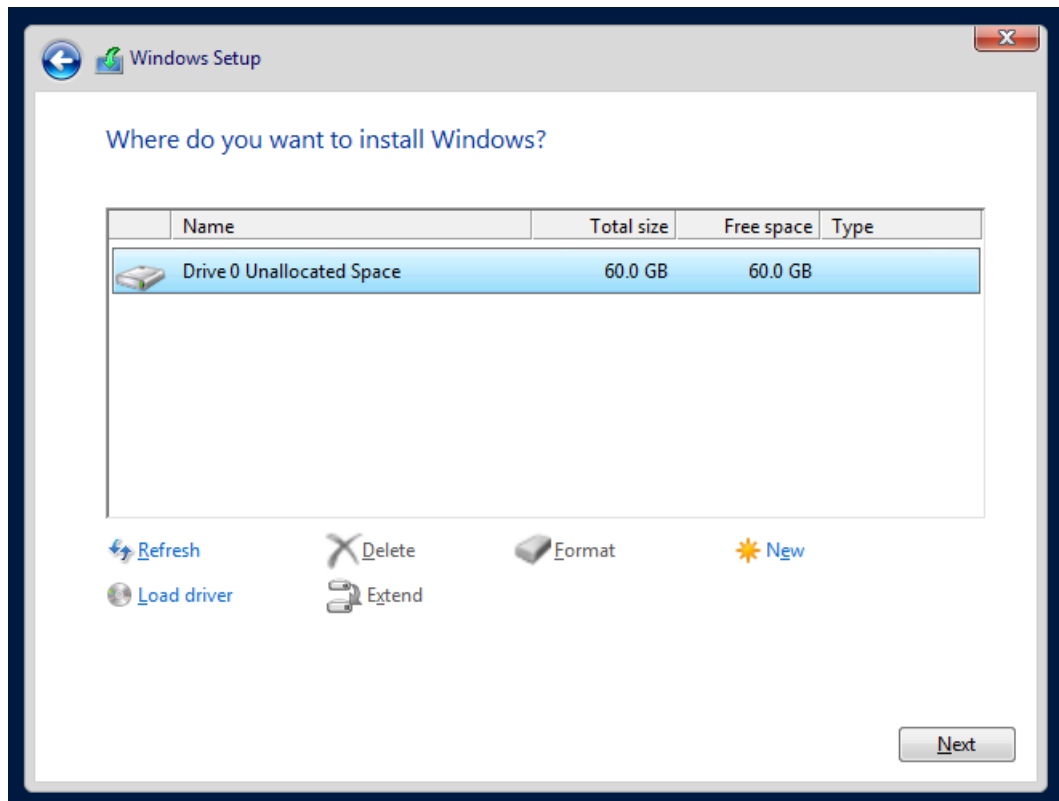 Windows Setup
Where do you want to install Windows?
Name Total size Free space Type
Drive 0 Unallocated Space 60.0 GB 60.0 GB
Refresh Delete Format New
Load driver Extend
Next